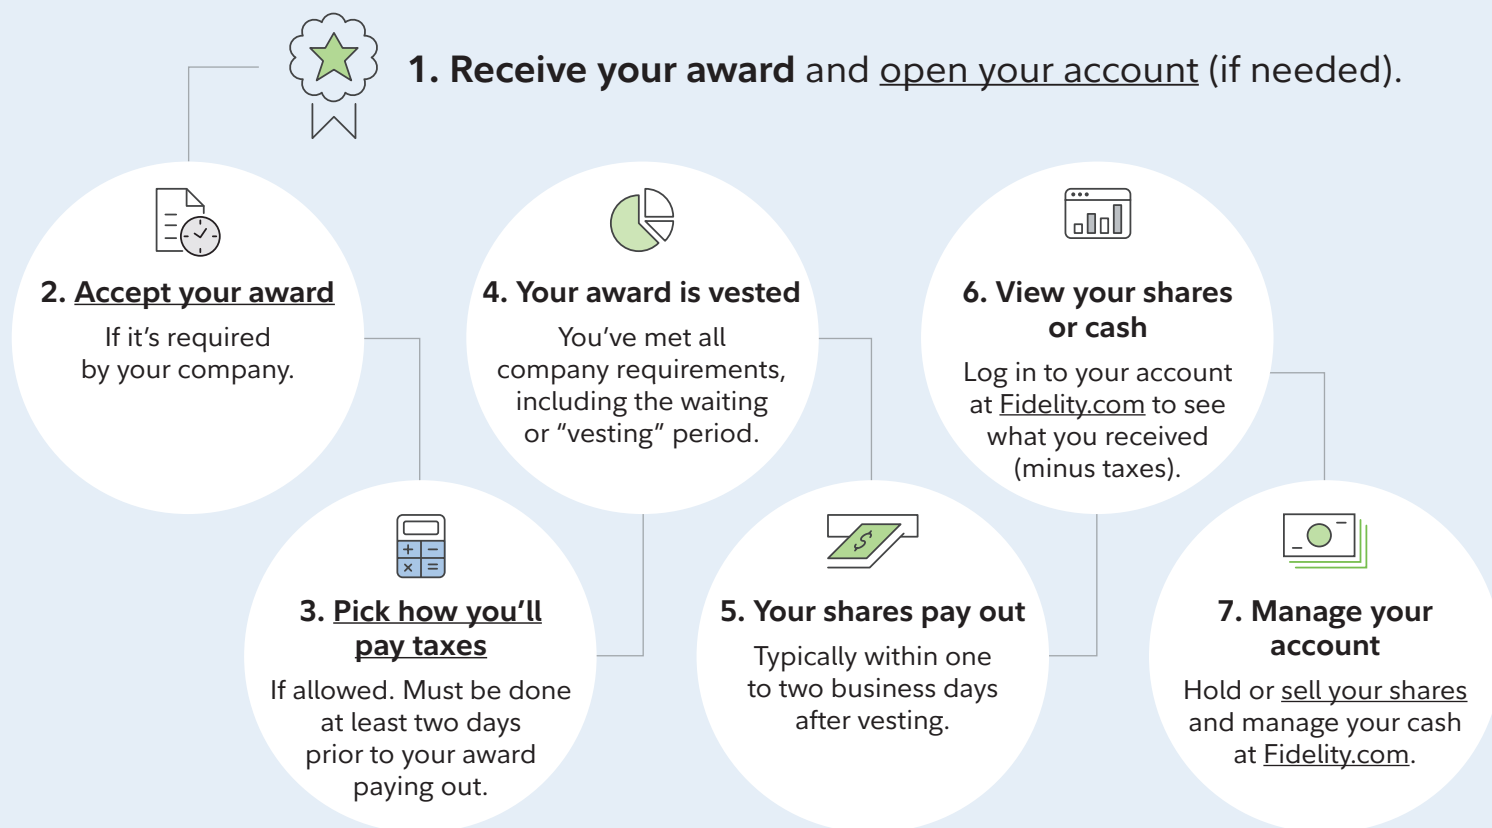 1. Receive your award and open your account (if needed).
2. Accept your award
If it’s required
by your company.
3. Pick how you’ll
pay taxes
If allowed. Must be done
at least two days
prior to your award
paying out.
4. Your award is vested
You’ve met all
company requirements,
including the waiting
or “vesting” period.
5. Your shares pay out
Typically within one
to two business days
after vesting.
6. View your shares
or cash
Log in to your account
at Fidelity.com to see
what you received
(minus taxes).
7. Manage your
account
Hold or sell your shares
and manage your cash
at Fidelity.com.